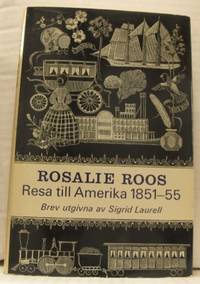 ROSALIE ROOS
Resa till Amerika 1851–55
Brev utgivna av Sigrid Laurell